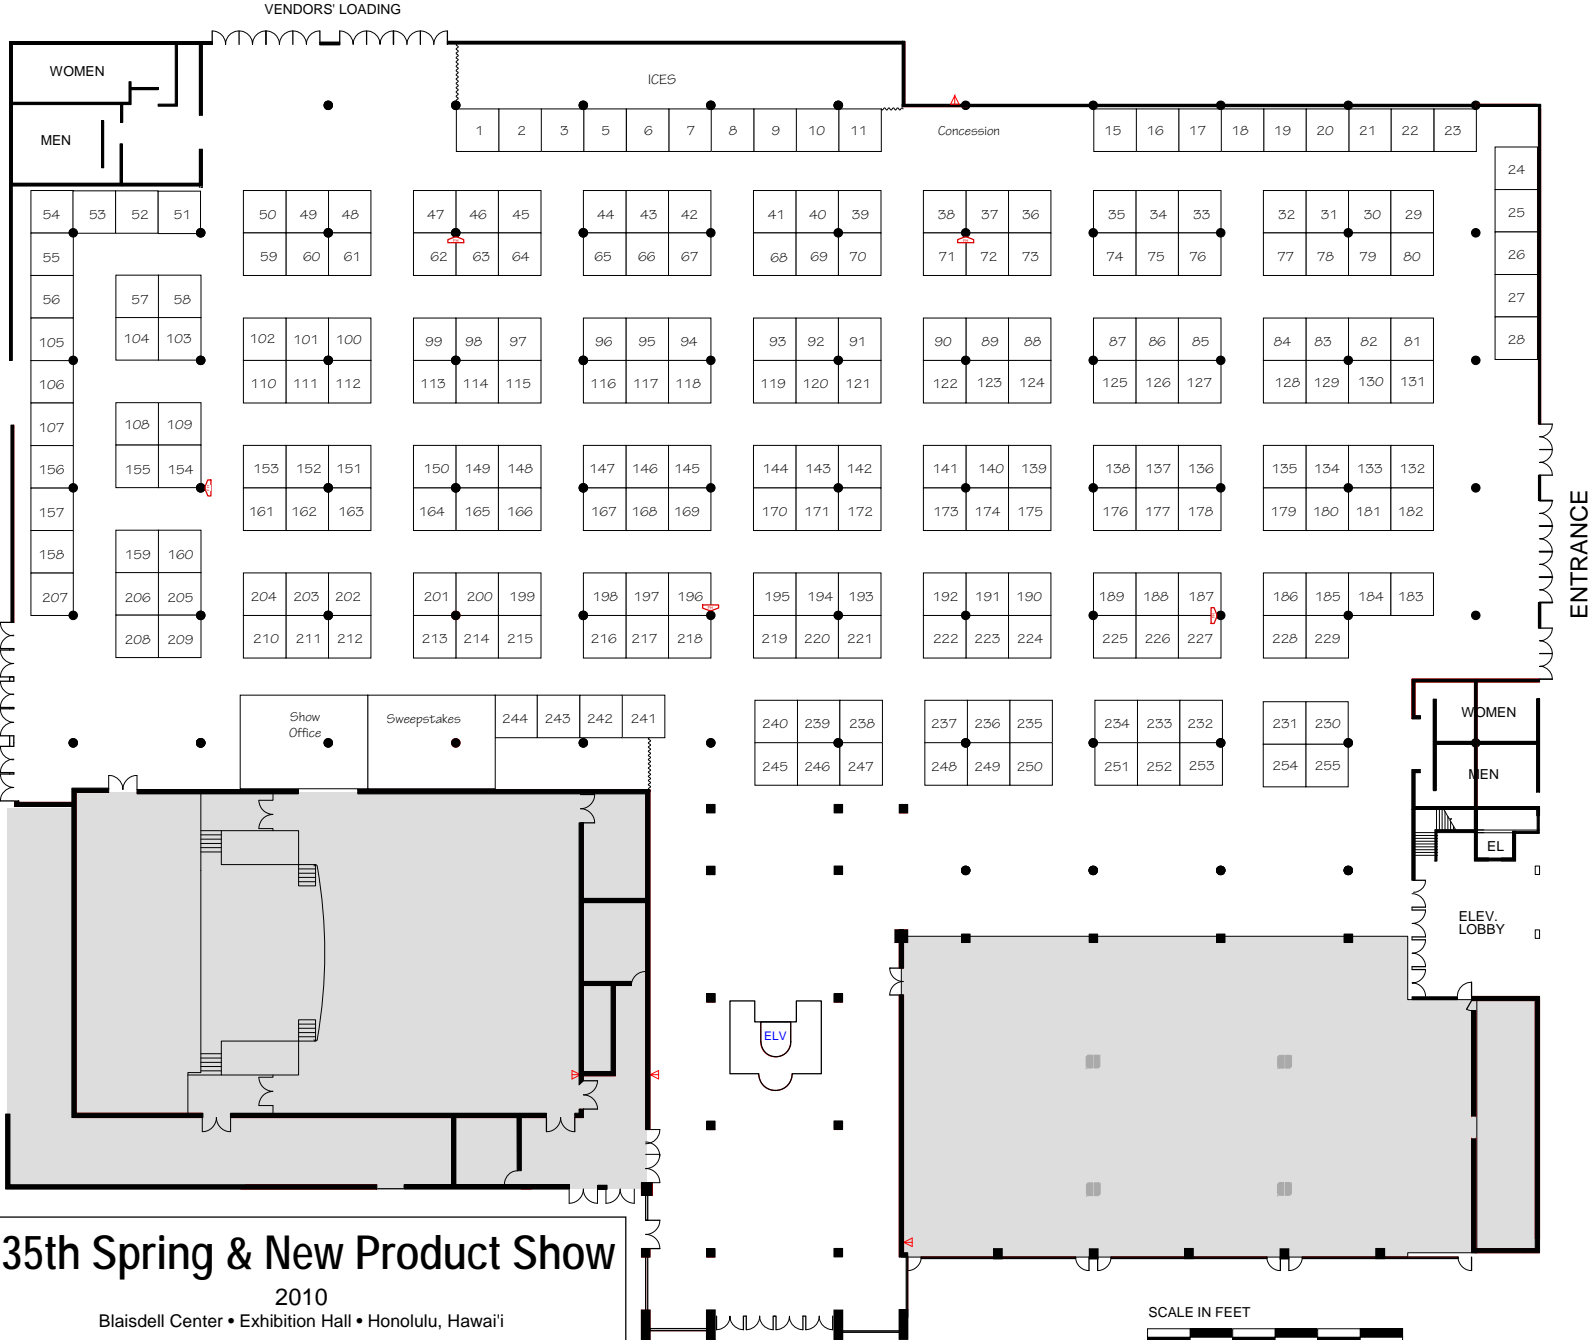 VENDORS' LOADING
WOMEN
ICES
MEN
1 2 3 5 6 7 8 9 10 11 Concession 15 16 17 18 19 20 21 22 23
24
54 53 52 51 50 49 48 47 46 45 44 43 42 41 40 39 38 37 36 35 34 33 32 31 30 29 25
55 59 60 61 62 63 64 65 66 67 68 69 70 71 72 73 74 75 76 77 78 79 80 26
56 57 58 27
105 104 103 102 101 100 99 98 97 96 95 94 93 92 91 90 89 88 87 86 85 84 83 82 81 28
106 110 111 112 113 114 115 116 117 118 119 120 121 122 123 124 125 126 127 128 129 130 131
107 108 109
156 155 154 153 152 151 150 149 148 147 146 145 144 143 142 141 140 139 138 137 136 135 134 133 132
157 161 162 163 164 165 166 167 168 169 170 171 172 173 174 175 176 177 178 179 180 181 182
ENTRANCE
158 159 160
207 206 205 204 203 202 201 200 199 198 197 196 195 194 193 192 191 190 189 188 187 186 185 184 183
208 209 210 211 212 213 214 215 216 217 218 219 220 221 222 223 224 225 226 227 228 229
Show
Office
Sweepstakes
244 243 242 241 240 239 238 237 236 235 234 233 232 231 230
WOMEN
245 246 247 248 249 250 251 252 253 254 255
MEN
EL
ELEV.
LOBBY
ELV
35th Spring & New Product Show
2010
Blaisdell Center • Exhibition Hall • Honolulu, Hawai'i
SCALE IN FEET